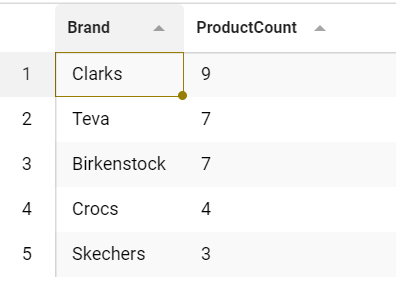 Brand ProductCount
1 Clarks 9
2 Teva 7
3 Birkenstock 7
4 Crocs 4
5 Skechers 3